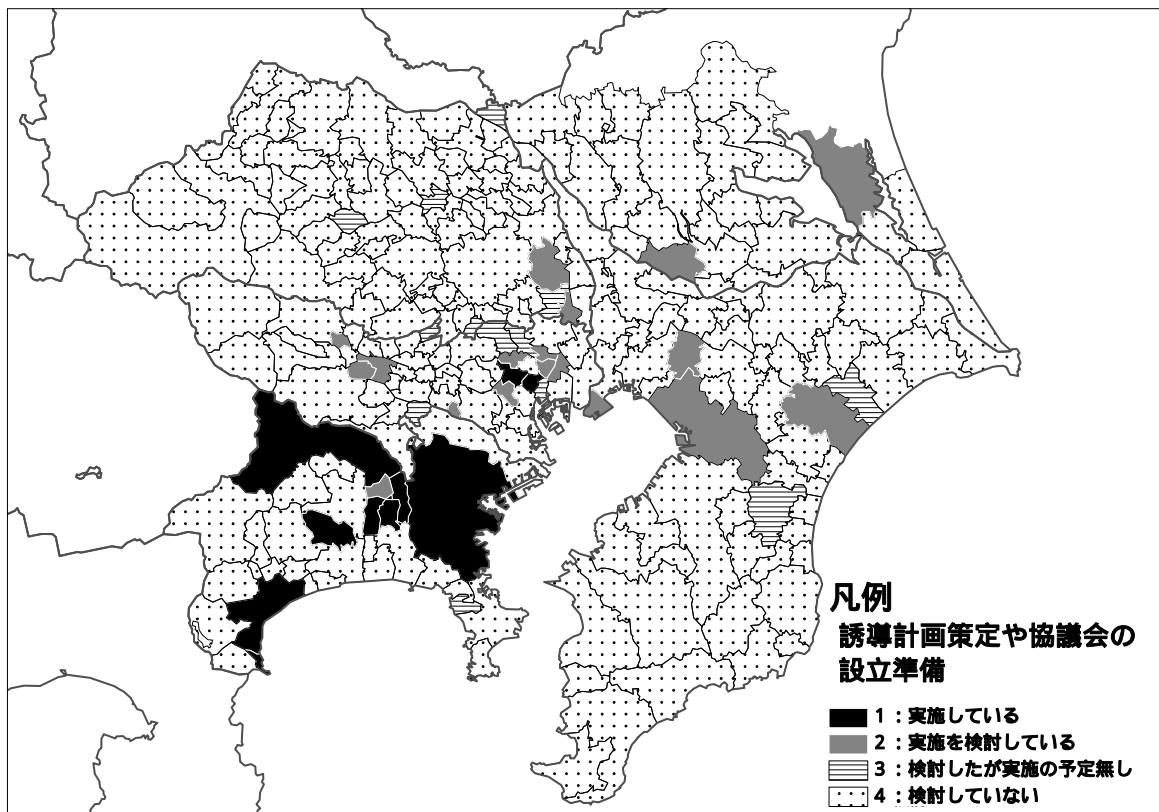 凡例
誘導計画策定や協議会の
設立準備
1：実施している
2：実施を検討している
3：検討したが実施の予定無し
4：検討していない